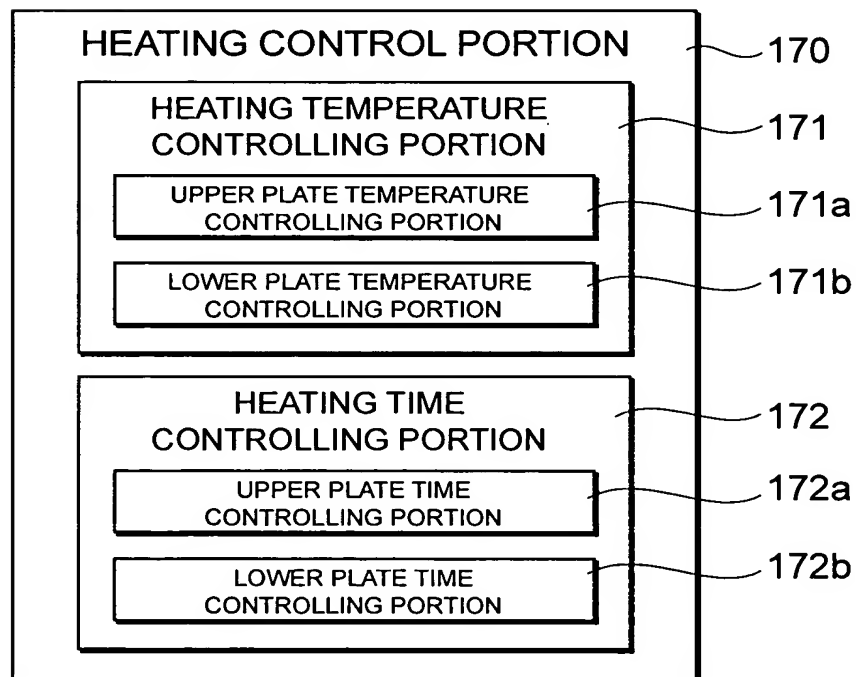 HEATING CONTROL PORTION
170
HEATING TEMPERATURE
CONTROLLING PORTION
171
UPPER PLATE TEMPERATURE
CONTROLLING PORTION
171a
LOWER PLATE TEMPERATURE
CONTROLLING PORTION
171b
HEATING TIME
CONTROLLING PORTION
172
UPPER PLATE TIME
CONTROLLING PORTION
172a
LOWER PLATE TIME
CONTROLLING PORTION
172b